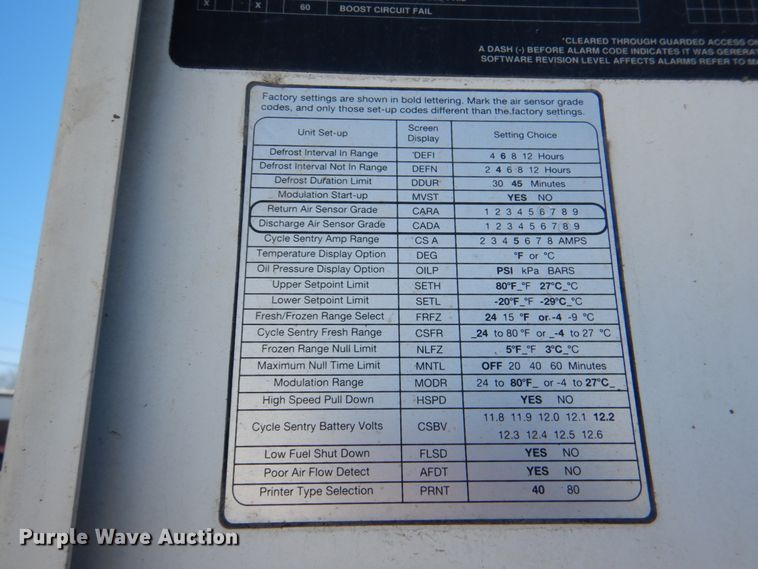 X - X 60 BOOST CIRCUIT FAIL
*CLEARED THROUGH GUARDED ACCESS
A DASH (-) BEFORE ALARM CODE INDICATES IT WAS GERERAT
SOFTWARE REVISION LEVEL AFFECTS ALARMS REFER TO MA
Factory settings are shown in bold lettering. Mark the air sensor grade
codes, and only those set-up codes different than the factory settings.
Unit Set-up Screen Display Setting Choice
Defrost Interval In Range DEFI 4 6 8 12 Hours
Defrost Interval Not In Range DEFN 2 4 6 8 12 Hours
Defrost Duration Limit DDUR 30 45 Minutes
Modulation Start-up MVST YES NO
Return Air Sensor Grade CARA 1 2 3 4 5 6 7 8 9
Discharge Air Sensor Grade CADA 1 2 3 4 5 6 7 8 9
Cycle Sentry Amp Range CS A 2 3 4 5 6 7 8 AMPS
Temperature Display Option DEG °F or °C
Oil Pressure Display Option OILP PSI kPa BARS
Upper Setpoint Limit SETH 80°F_°F 27°C_°C
Lower Setpoint Limit SETL -20°F_°F -29°C_°C
Fresh/Frozen Range Select FRFZ 24 15 °F or -4 -9 °C
Cycle Sentry Fresh Range CSFR _24 to 80 °F or _-4 to 27 °C
Frozen Range Null Limit NLFZ 5°F_°F 3°C_°C
Maximum Null Time Limit MNTL OFF 20 40 60 Minutes
Modulation Range MODR 24 to 80°F_ or -4 to 27°C_
High Speed Pull Down HSPD YES NO
Cycle Sentry Battery Volts CSBV 11.8 11.9 12.0 12.1 12.2
12.3 12.4 12.5 12.6
Low Fuel Shut Down FLSD YES NO
Poor Air Flow Detect AFDT YES NO
Printer Type Selection PRNT 40 80
Purple Wave Auction